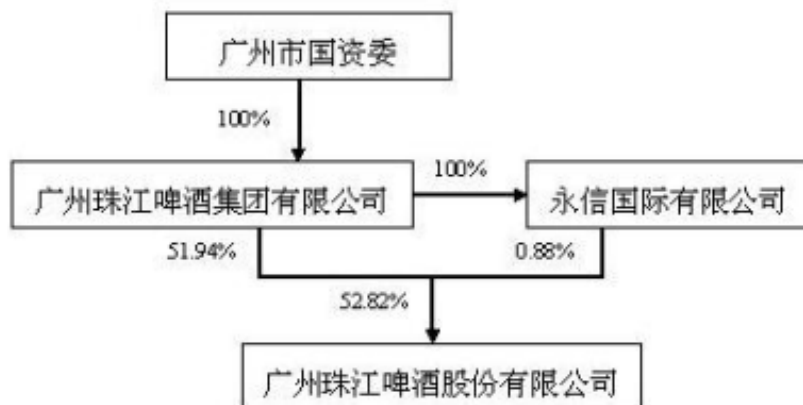 广州市国资委
100%
广州珠江啤酒集团有限公司
100%
永信国际有限公司
51.94%
0.88%
52.82%
广州珠江啤酒股份有限公司